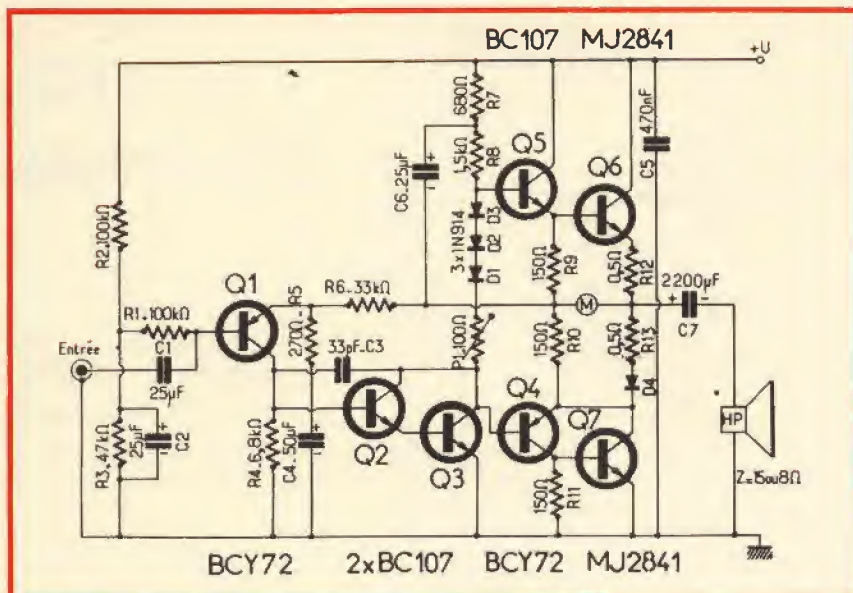 BC107 MJ2841
+U
680Ω
R7
1,5kΩ
R8
C6.25µF
+
-
Q5
Q6
470nF
C5
R2.100kΩ
3x1N914
D3
D2
D1
150Ω
R9
0,5Ω
R12
2200µF
+
-
C7
Q1
R5
R6.33kΩ
M
R1.100kΩ
270Ω
Entrée
C1
25µF
33pF.C3
P1.100Ω
150Ω
R10
0,5Ω
R13
D4
Q2
Q3
Q4
Q7
HP
R3.47kΩ
25µF
+
-
C2
R4.6,8kΩ
C4.50µF
+
-
150Ω
R11
Z=15ou8Ω
BCY72 2xBC107 BCY72 MJ2841